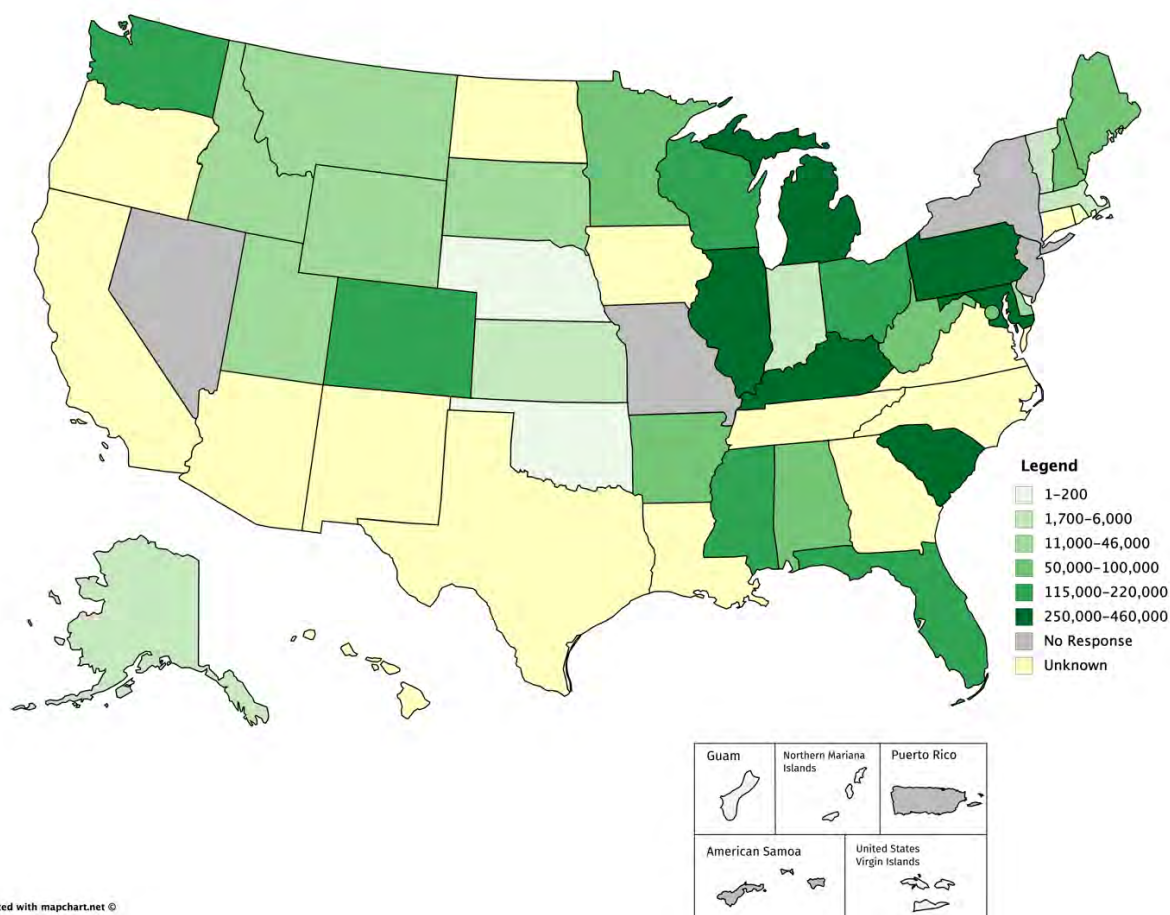 Legend
1–200
1,700–6,000
11,000–46,000
50,000–100,000
115,000–220,000
250,000–460,000
No Response
Unknown
Guam
Northern Mariana
Islands
Puerto Rico
American Samoa
United States
Virgin Islands
with mapchart.net ©